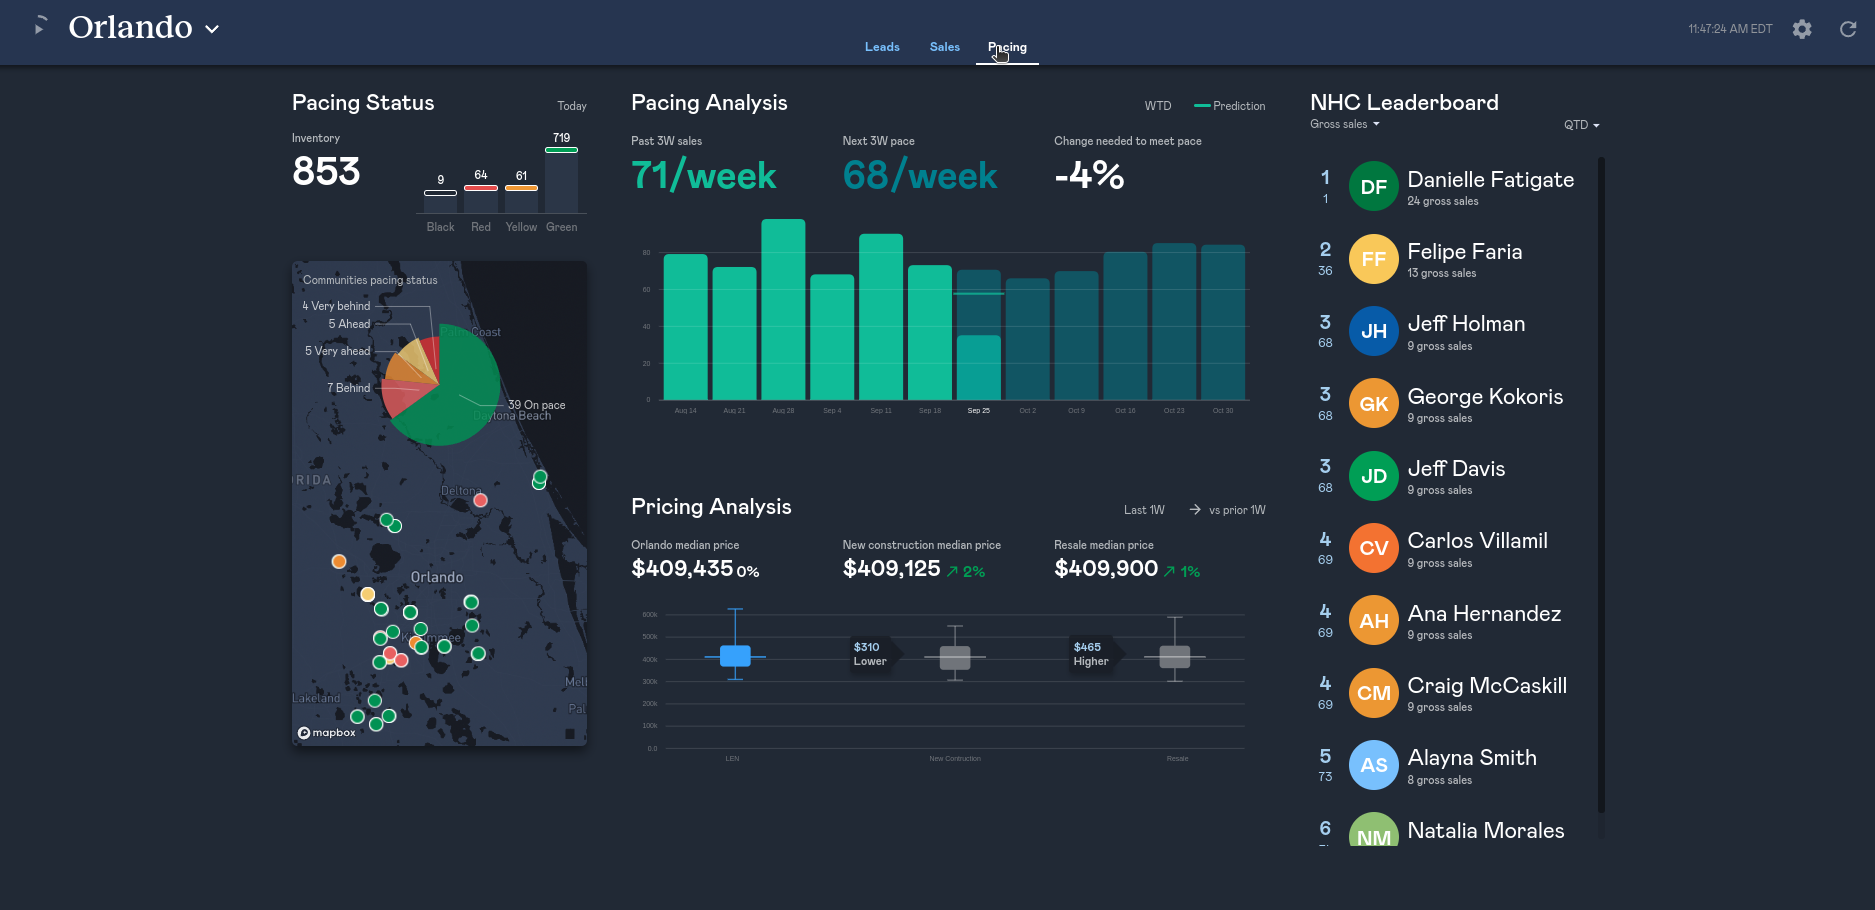 Orlando
Leads
Sales
Pacing
11:47:24 AM EDT
Pacing Status
Today
Inventory
853
9
64
61
719
Black
Red
Yellow
Green
Communities pacing status
4 Very behind
5 Ahead
5 Very ahead
7 Behind
39 On pace
Palm Coast
Daytona Beach
RIDA
Deltona
Orlando
Kissimmee
Lakeland
Mel
Pal
mapbox
Pacing Analysis
WTD
Prediction
Past 3W sales
71/week
Next 3W pace
68/week
Change needed to meet pace
-4%
80
60
40
20
0
Aug 14
Aug 21
Aug 28
Sep 4
Sep 11
Sep 18
Sep 25
Oct 2
Oct 9
Oct 16
Oct 23
Oct 30
Pricing Analysis
Last 1W
→ vs prior 1W
Orlando median price
$409,435 0%
New construction median price
$409,125 ↗ 2%
Resale median price
$409,900 ↗ 1%
600k
500k
400k
300k
200k
100k
0.0
$310
Lower
$465
Higher
LEN
New Contruction
Resale
NHC Leaderboard
Gross sales
QTD
1
1
DF
Danielle Fatigate
24 gross sales
2
36
FF
Felipe Faria
13 gross sales
3
68
JH
Jeff Holman
9 gross sales
3
68
GK
George Kokoris
9 gross sales
3
68
JD
Jeff Davis
9 gross sales
4
69
CV
Carlos Villamil
9 gross sales
4
69
AH
Ana Hernandez
9 gross sales
4
69
CM
Craig McCaskill
9 gross sales
5
73
AS
Alayna Smith
8 gross sales
6
NM
Natalia Morales